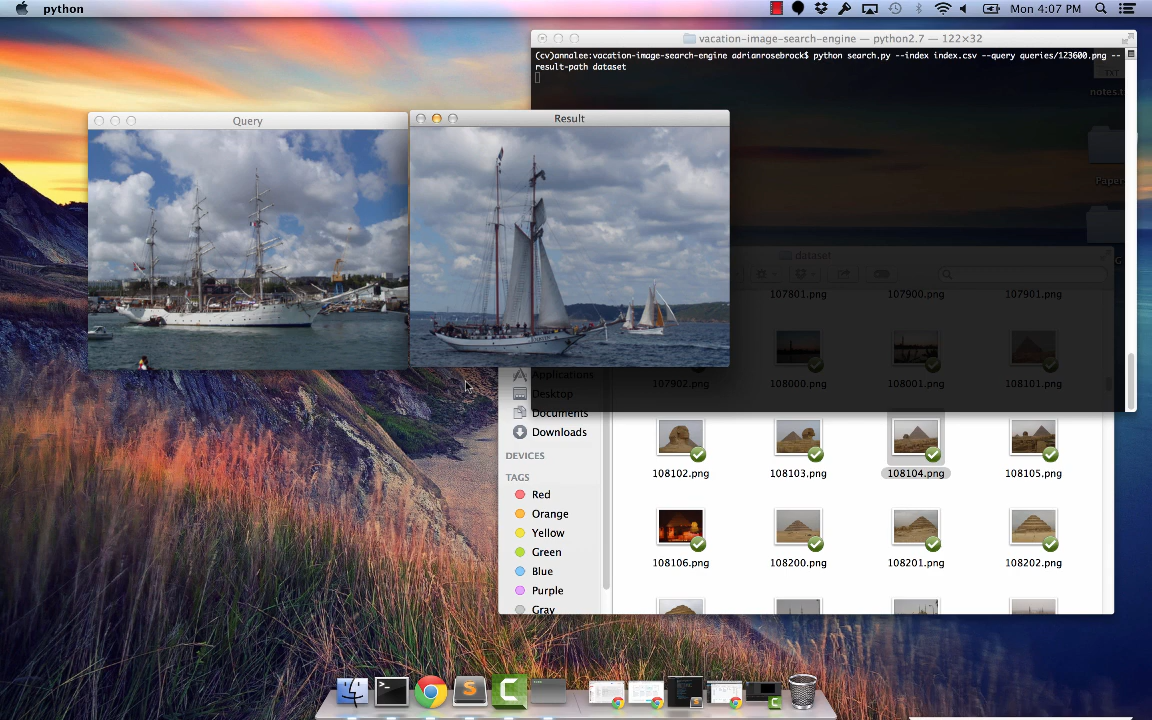 python
Mon 4:07 PM
vacation-image-search-engine — python2.7 — 122×32
(cv)annalee:vacation-image-search-engine adrianrosebrock$ python search.py --index index.csv --query queries/123600.png --
result-path dataset
TXT
notes.t
Paper
Query
Result
dataset
107801.png
107900.png
107901.png
107902.png
108000.png
108001.png
108101.png
Applications
Desktop
Documents
Downloads
DEVICES
TAGS
Red
Orange
Yellow
Green
Blue
Purple
Gray
108102.png
108103.png
108104.png
108105.png
108106.png
108200.png
108201.png
108202.png